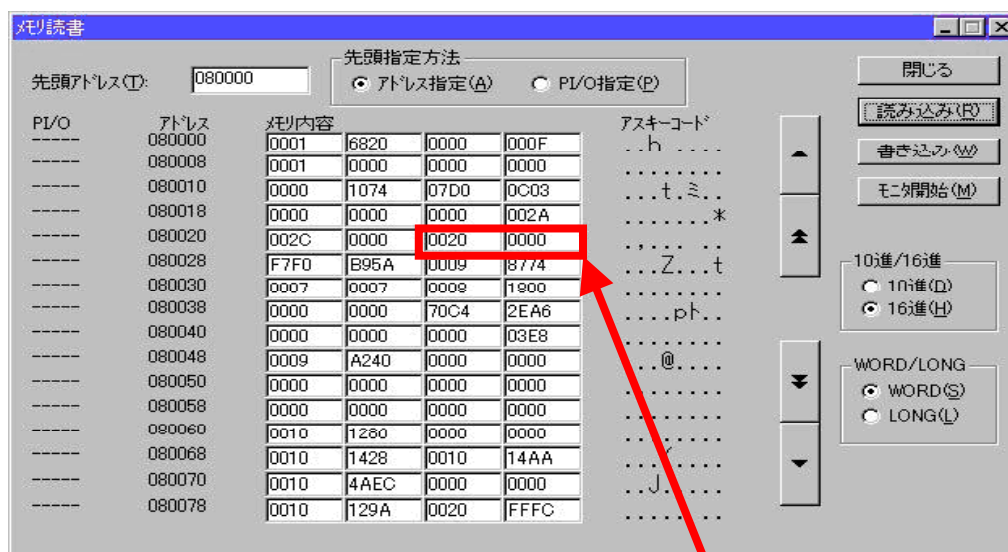 メモリ読書
先頭アドレス(T): 080000
先頭指定方法
アドレス指定(A) PI/O指定(P)
閉じる
読み込み(R)
書き込み(W)
モニタ開始(M)
PI/O アドレス メモリ内容 アスキーコード
----- 080000 0001 6820 0000 000F ..h ....
----- 080008 0001 0000 0000 0000 ........
----- 080010 0000 1074 07D0 0C03 ...t.ミ..
----- 080018 0000 0000 0000 002A .......*
----- 080020 002C 0000 0020 0000 .,... ..
----- 080028 F7F0 B95A 0009 8774 ...Z...t
----- 080030 0007 0007 0009 1900 ........
----- 080038 0000 0000 70C4 2EA6 ....pト..
----- 080040 0000 0000 0000 03E8 ........
----- 080048 0009 A240 0000 0000 ...@....
----- 080050 0000 0000 0000 0000 ........
----- 080058 0000 0000 0000 0000 ........
----- 080060 0010 1280 0000 0000 ........
----- 080068 0010 1428 0010 14AA ...(....
----- 080070 0010 4AEC 0000 0000 ..J.....
----- 080078 0010 129A 0020 FFFC ........
10進/16進
10進(D)
16進(H)
WORD/LONG
WORD(S)
LONG(L)